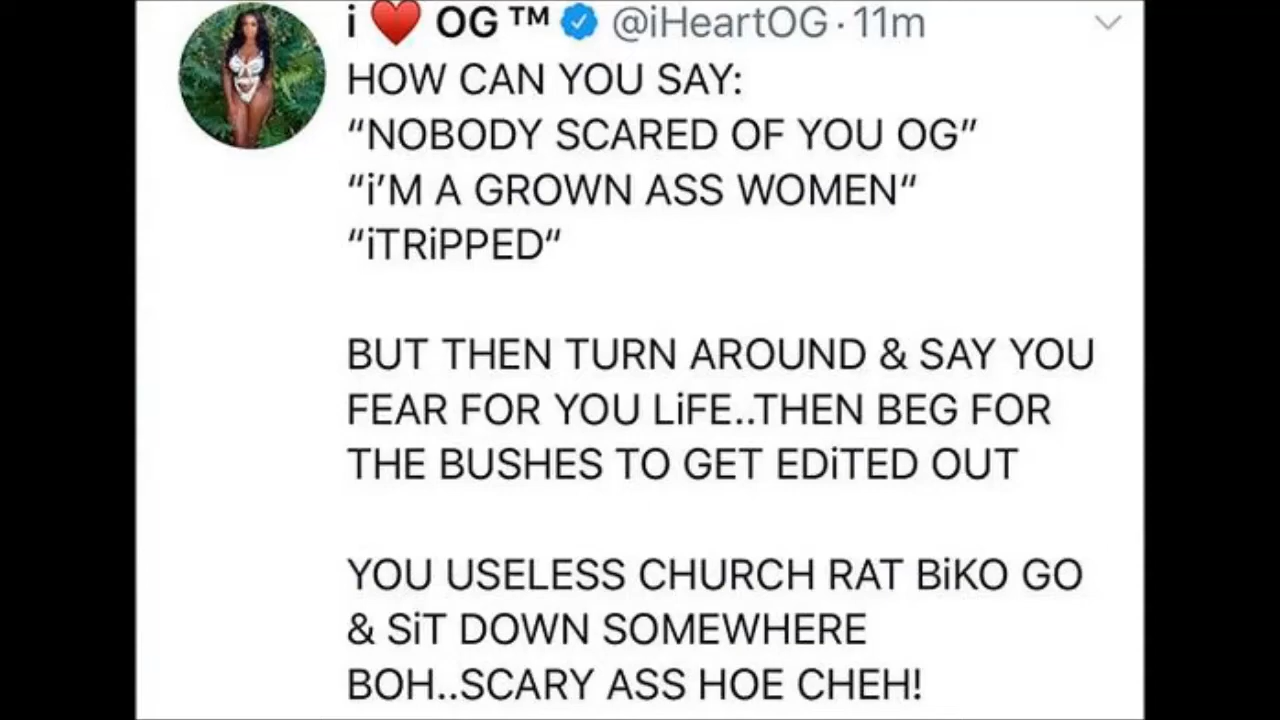 i ❤️ OG ™ @iHeartOG · 11m
HOW CAN YOU SAY:
“NOBODY SCARED OF YOU OG”
“i’M A GROWN ASS WOMEN“
“iTRiPPED“
BUT THEN TURN AROUND & SAY YOU
FEAR FOR YOU LiFE..THEN BEG FOR
THE BUSHES TO GET EDiTED OUT
YOU USELESS CHURCH RAT BiKO GO
& SiT DOWN SOMEWHERE
BOH..SCARY ASS HOE CHEH!